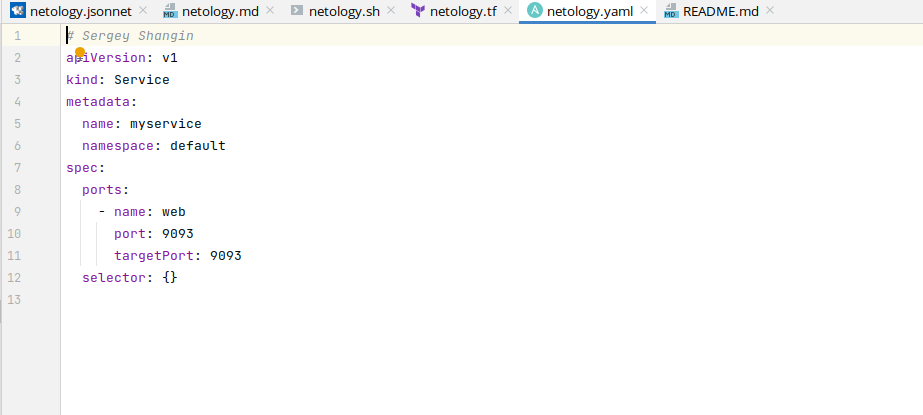 netology.jsonnet netology.md netology.sh netology.tf netology.yaml README.md
1 # Sergey Shangin
2 apiVersion: v1
3 kind: Service
4 metadata:
5   name: myservice
6   namespace: default
7 spec:
8   ports:
9     - name: web
10       port: 9093
11       targetPort: 9093
12   selector: {}
13